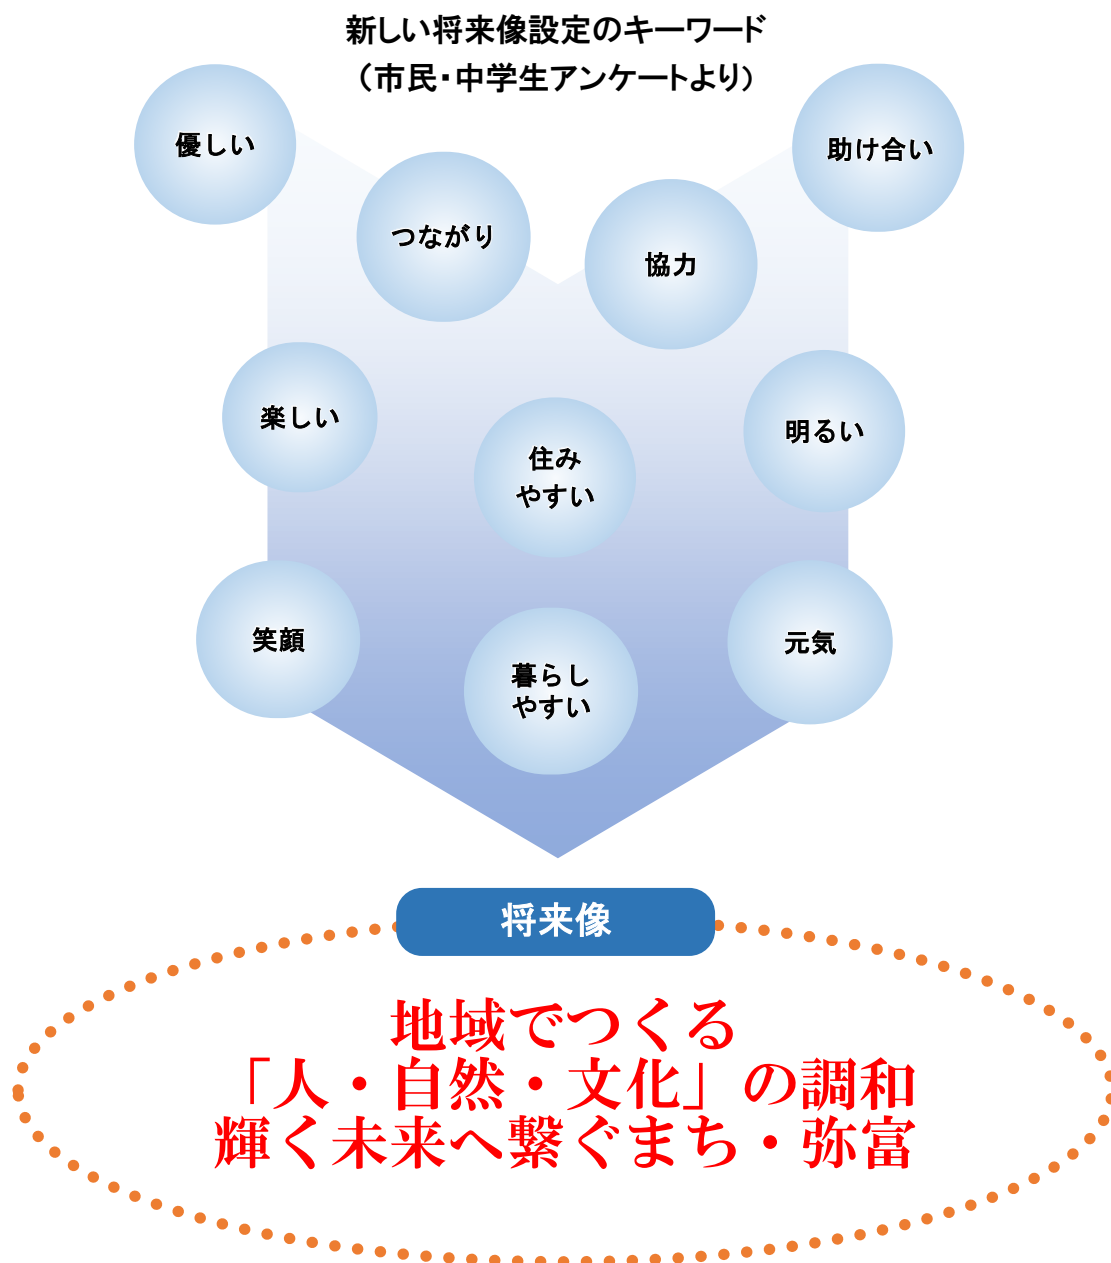 新しい将来像設定のキーワード
（市民・中学生アンケートより）
優しい
つながり
協力
助け合い
楽しい
住み
やすい
明るい
笑顔
暮らし
やすい
元気
将来像
地域でつくる
「人・自然・文化」の調和
輝く未来へ繋ぐまち・弥富